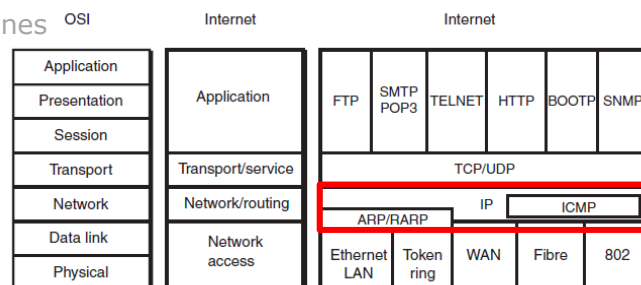 nes
OSI
Internet
Internet
Application
Presentation
Session
Transport
Network
Data link
Physical
Application
Transport/service
Network/routing
Network
access
FTP
SMTP
POP3
TELNET
HTTP
BOOTP
SNMP
TCP/UDP
IP
ICMP
ARP/RARP
Ethernet
LAN
Token
ring
WAN
Fibre
802